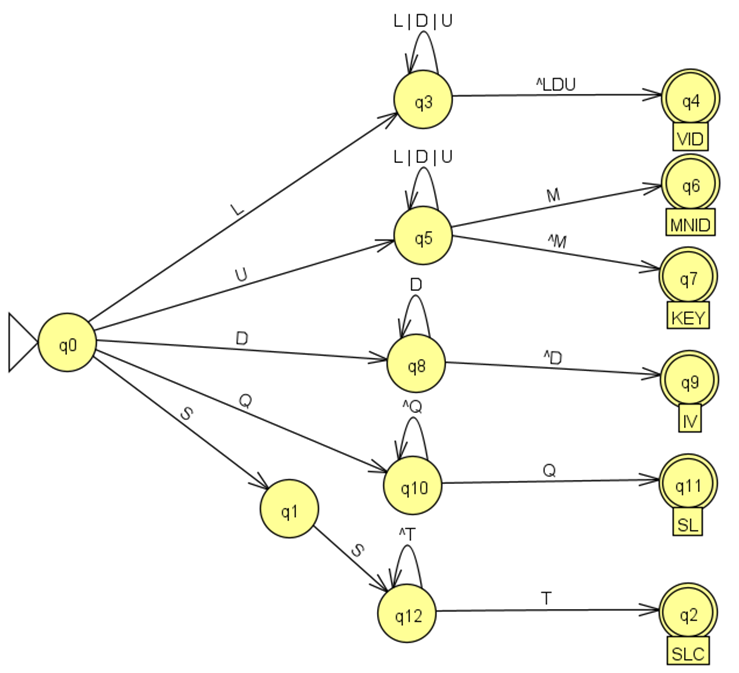 L | D | U
q3
^LDU
q4
VID
L
L | D | U
q5
M
q6
MNID
^M
q7
KEY
U
q0
D
D
q8
^D
q9
IV
Q
^Q
q10
Q
q11
SL
S
q1
S
^T
q12
T
q2
SLC